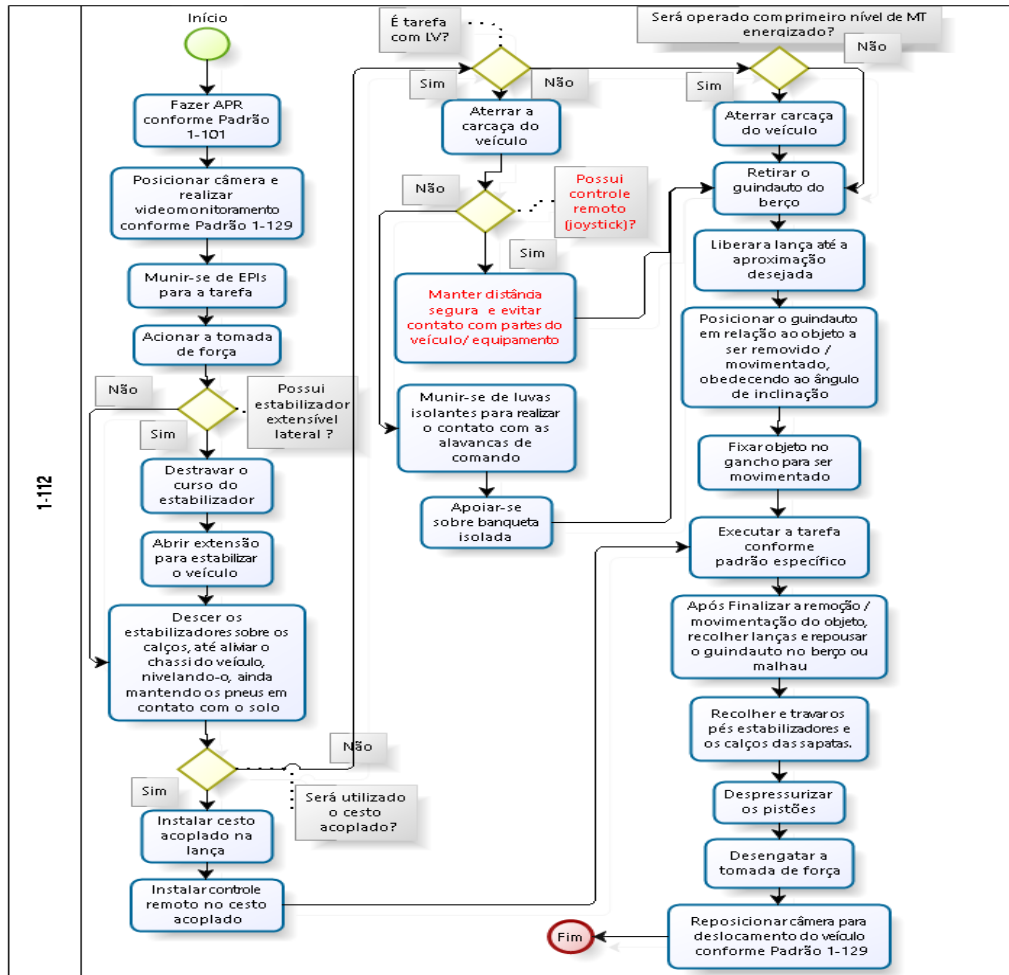 1-112
Início
Fazer APR
conforme Padrão
1-101
Posicionar câmera e
realizar
videomonitoramento
conforme Padrão 1-129
Munir-se de EPIs
para a tarefa
Acionar a tomada
de força
Não
Possui
estabilizador
extensível
lateral ?
Sim
Destravar o
curso do
estabilizador
Abrir extensão
para estabilizar
o veículo
Descer os
estabilizadores sobre os
calços, até aliviar o
chassi do veículo,
nivelando-o, ainda
mantendo os pneus em
contato com o solo
Não
Sim
Será utilizado
o cesto
acoplado?
Instalar cesto
acoplado na
lança
Instalar controle
remoto no cesto
acoplado
É tarefa
com LV?
Sim
Não
Aterrar a
carcaça do
veículo
Não
Possui
controle
remoto
(joystick)?
Sim
Manter distância
segura e evitar
contato com partes do
veículo/ equipamento
Munir-se de luvas
isolantes para realizar
o contato com as
alavancas de
comando
Apoiar-se
sobre banqueta
isolada
Será operado com primeiro nível de MT
energizado?
Não
Sim
Aterrar carcaça
do veículo
Retirar o
guindauto do
berço
Liberar a lança até a
aproximação
desejada
Posicionar o guindauto
em relação ao objeto a
ser removido /
movimentado,
obedecendo ao ângulo
de inclinação
Fixar objeto no
gancho para ser
movimentado
Executar a tarefa
conforme
padrão específico
Após Finalizar a remoção /
movimentação do objeto,
recolher lanças e repousar
o guindauto no berço ou
malhau
Recolher e travar os
pés estabilizadores e
os calços das sapatas.
Despressurizar
os pistões
Desengatar a
tomada de força
Reposicionar câmera para
deslocamento do veículo
conforme Padrão 1-129
Fim